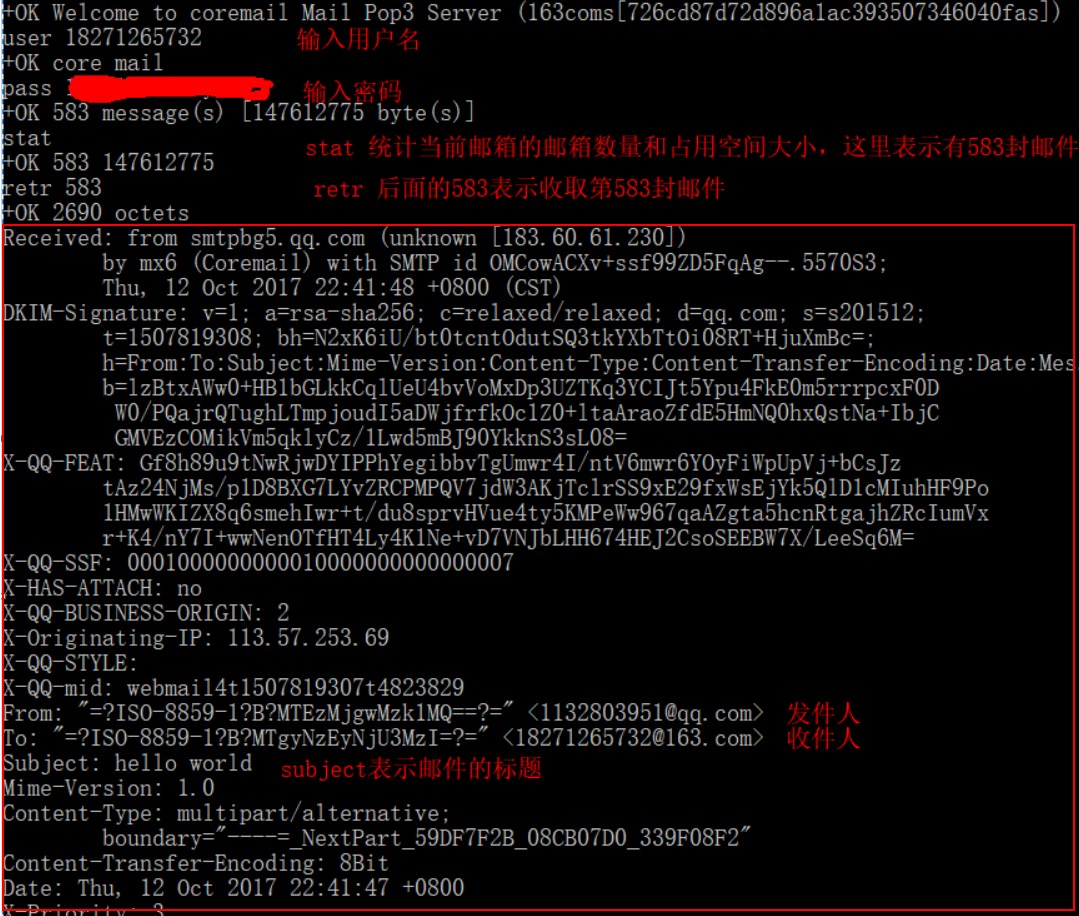 +OK Welcome to coremail Mail Pop3 Server (163coms[726cd87d72d896a1ac393507346040fas])
user 18271265732 输入用户名
+OK core mail
pass 输入密码
+OK 583 message(s) [147612775 byte(s)]
stat
stat 统计当前邮箱的邮箱数量和占用空间大小，这里表示有583封邮件
+OK 583 147612775
retr 583 retr 后面的583表示收取第583封邮件
+OK 2690 octets
Received: from smtpbg5.qq.com (unknown [183.60.61.230])
by mx6 (Coremail) with SMTP id OMCowACXv+ssf99ZD5FqAg--.5570S3;
Thu, 12 Oct 2017 22:41:48 +0800 (CST)
DKIM-Signature: v=1; a=rsa-sha256; c=relaxed/relaxed; d=qq.com; s=s201512;
t=1507819308; bh=N2xK6iU/bt0tcntOdutSQ3tkYXbTtOiO8RT+HjuXmBc=;
h=From:To:Subject:Mime-Version:Content-Type:Content-Transfer-Encoding:Date:Mes
b=lzBtxAWw0+HB1bGLkkCqlUeU4bvVoMxDp3UZTKq3YCIJt5Ypu4FkE0m5rrrpcxF0D
W0/PQajrQTughLTmpjoudI5aDWjfrfkOclZ0+ltaAraoZfdE5HmNQ0hxQstNa+IbjC
GMVEzCOMikVm5qklyCz/1Lwd5mBJ90YkknS3sL08=
X-QQ-FEAT: Gf8h89u9tNwRjwDYIPPhYegibbvTgUmwr4I/ntV6mwr6YOyFiWpUpVj+bCsJz
tAz24NjMs/p1D8BXG7LYvZRCPMPQV7jdW3AKjTclrSS9xE29fxWsEjYk5QlD1cMIuhHF9Po
1HMwWKIZX8q6smehIwr+t/du8sprvHVue4ty5KMPeWw967qaAZgta5hcnRtgajhZRcIumVx
r+K4/nY7I+wwNenOTfHT4Ly4K1Ne+vD7VNJbLHH674HEJ2CsoSEEBW7X/LeeSq6M=
X-QQ-SSF: 00010000000000010000000000000007
X-HAS-ATTACH: no
X-QQ-BUSINESS-ORIGIN: 2
X-Originating-IP: 113.57.253.69
X-QQ-STYLE:
X-QQ-mid: webmail4t1507819307t4823829
From: "=?ISO-8859-1?B?MTEzMjgwMzk1MQ==?=" <1132803951@qq.com> 发件人
To: "=?ISO-8859-1?B?MTgyNzEyNjU3MzI=?=" <18271265732@163.com> 收件人
Subject: hello world subject表示邮件的标题
Mime-Version: 1.0
Content-Type: multipart/alternative;
boundary="----=_NextPart_59DF7F2B_08CB07D0_339F08F2"
Content-Transfer-Encoding: 8Bit
Date: Thu, 12 Oct 2017 22:41:47 +0800
X-Priority: 3